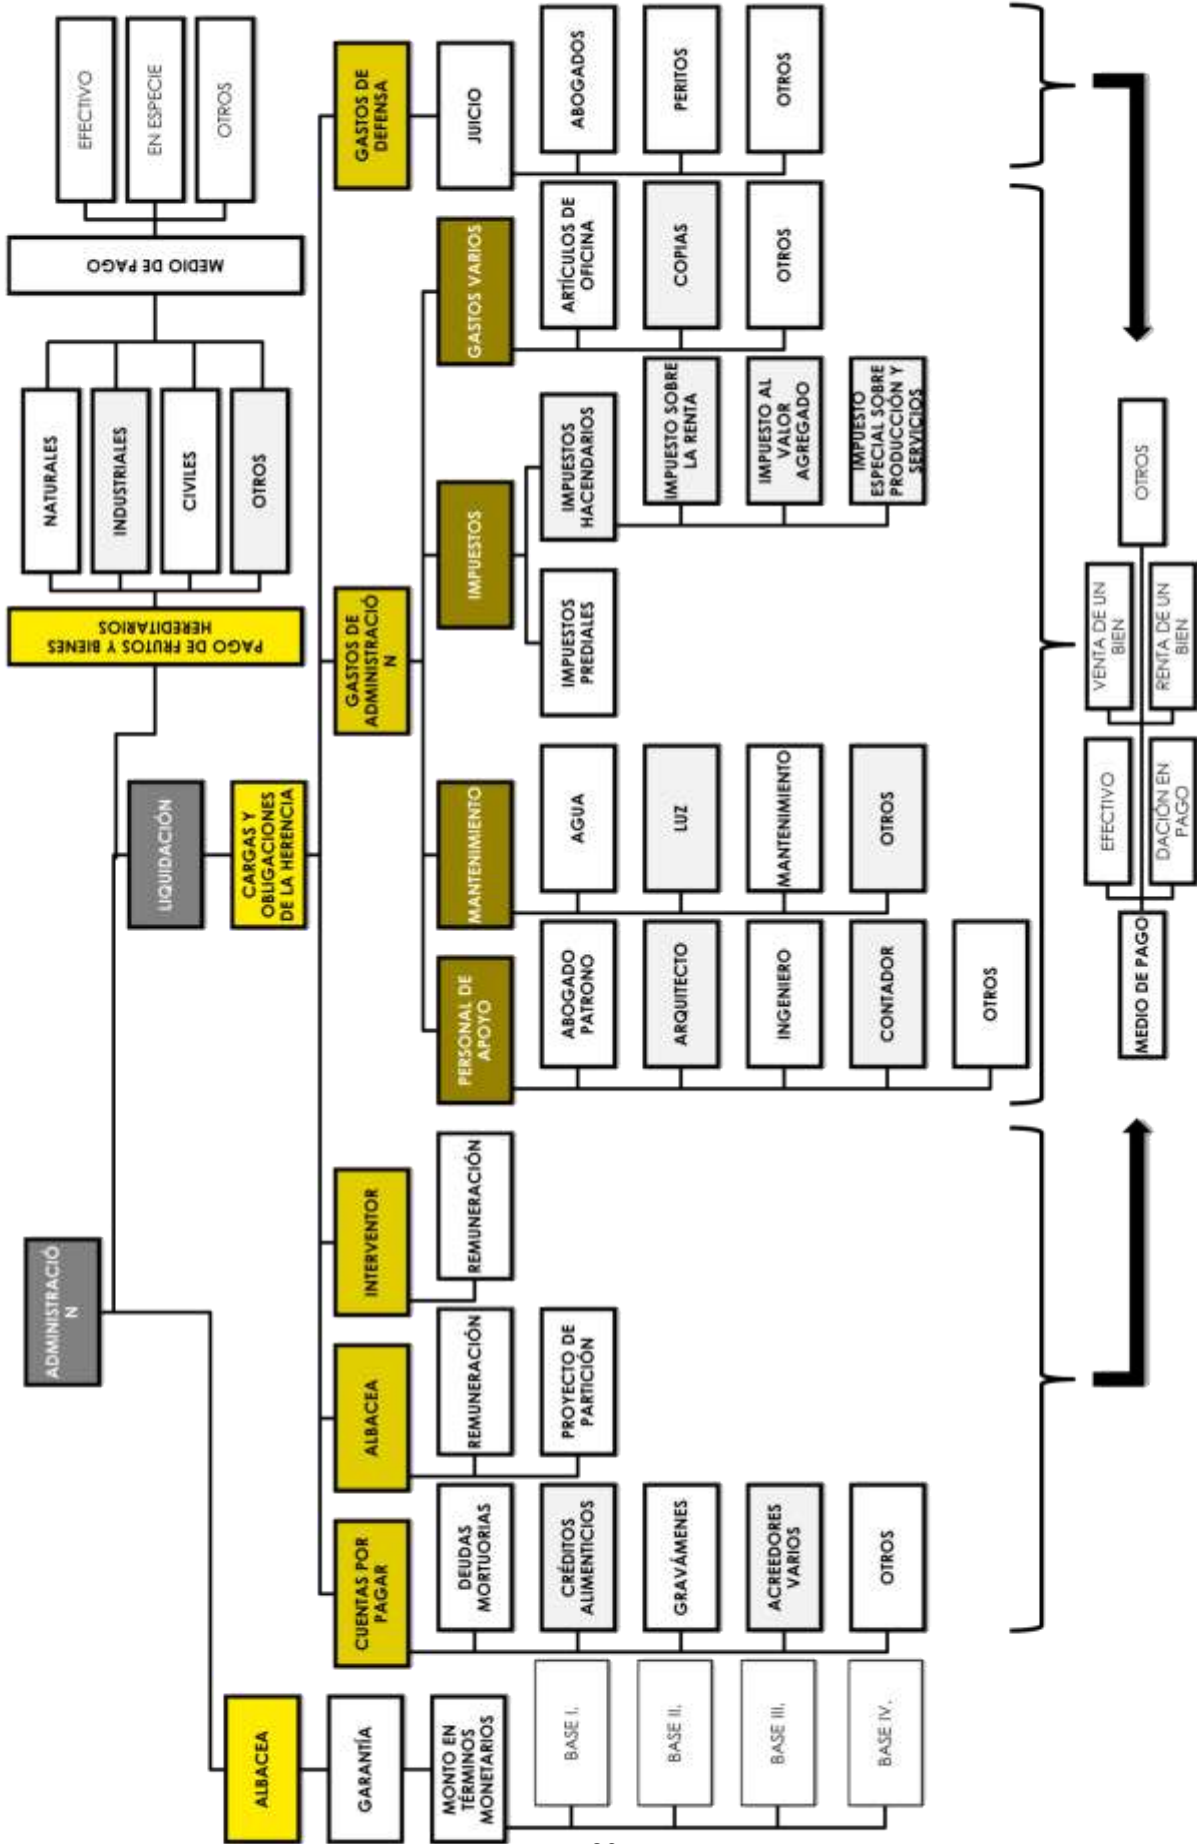 ADMINISTRACIÓ
N
ALBACEA
GARANTÍA
MONTO EN
TÉRMINOS
MONETARIOS
BASE I.
BASE II.
BASE III.
BASE IV.
LIQUIDACIÓN
CARGAS Y
OBLIGACIONES
DE LA HERENCIA
CUENTAS POR
PAGAR
DEUDAS
MORTUORIAS
CRÉDITOS
ALIMENTICIOS
GRAVÁMENES
ACREEDORES
VARIOS
OTROS
ALBACEA
REMUNERACIÓN
PROYECTO DE
PARTICIÓN
INTERVENTOR
REMUNERACIÓN
GASTOS DE
ADMINISTRACIÓ
N
PERSONAL DE
APOYO
ABOGADO
PATRONO
ARQUITECTO
INGENIERO
CONTADOR
OTROS
MANTENIMIENTO
AGUA
LUZ
MANTENIMIENTO
OTROS
IMPUESTOS
IMPUESTOS
PREDIALES
IMPUESTOS
HACENDARIOS
IMPUESTO SOBRE
LA RENTA
IMPUESTO AL
VALOR
AGREGADO
IMPUESTO
ESPECIAL SOBRE
PRODUCCIÓN Y
SERVICIOS
GASTOS VARIOS
ARTÍCULOS DE
OFICINA
COPIAS
OTROS
GASTOS DE
DEFENSA
JUICIO
ABOGADOS
PERITOS
OTROS
PAGO DE FRUTOS Y BIENES
HEREDITARIOS
NATURALES
INDUSTRIALES
CIVILES
OTROS
MEDIO DE PAGO
EFECTIVO
EN ESPECIE
OTROS
MEDIO DE PAGO
EFECTIVO
DACIÓN EN
PAGO
VENTA DE UN
BIEN
RENTA DE UN
BIEN
OTROS